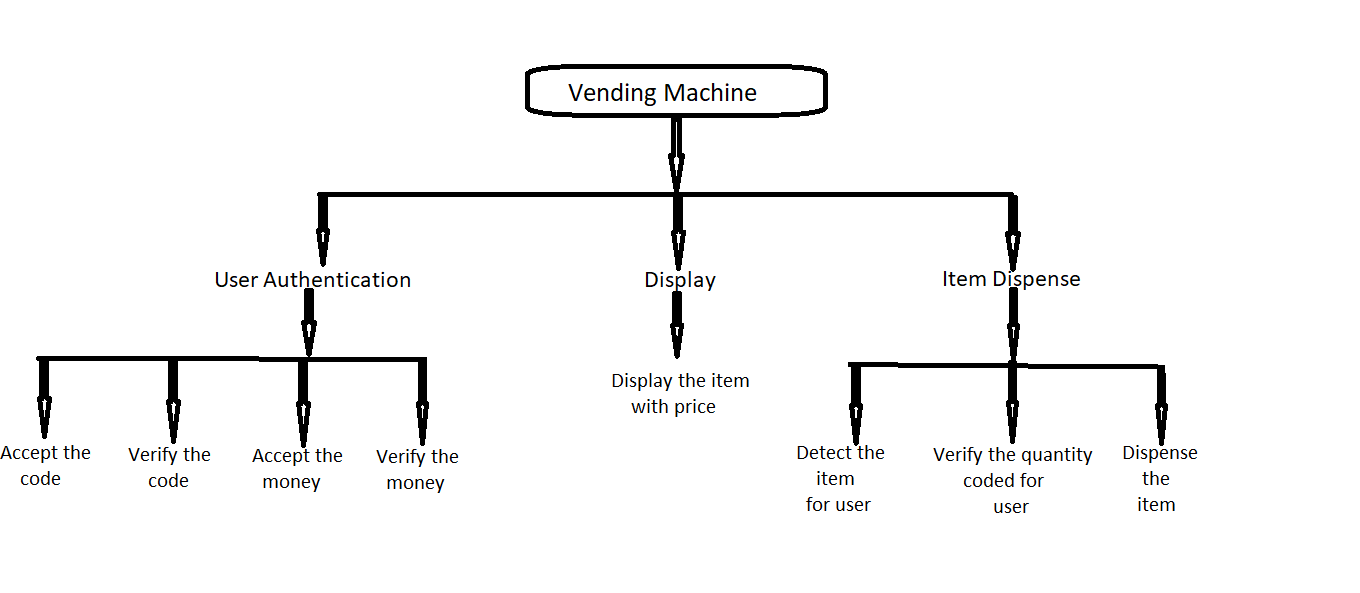 Vending Machine
User Authentication
Display
Item Dispense
Display the item
with price
Accept the
code
Verify the
code
Accept the
money
Verify the
money
Detect the
item
for user
Verify the quantity
coded for
user
Dispense
the
item